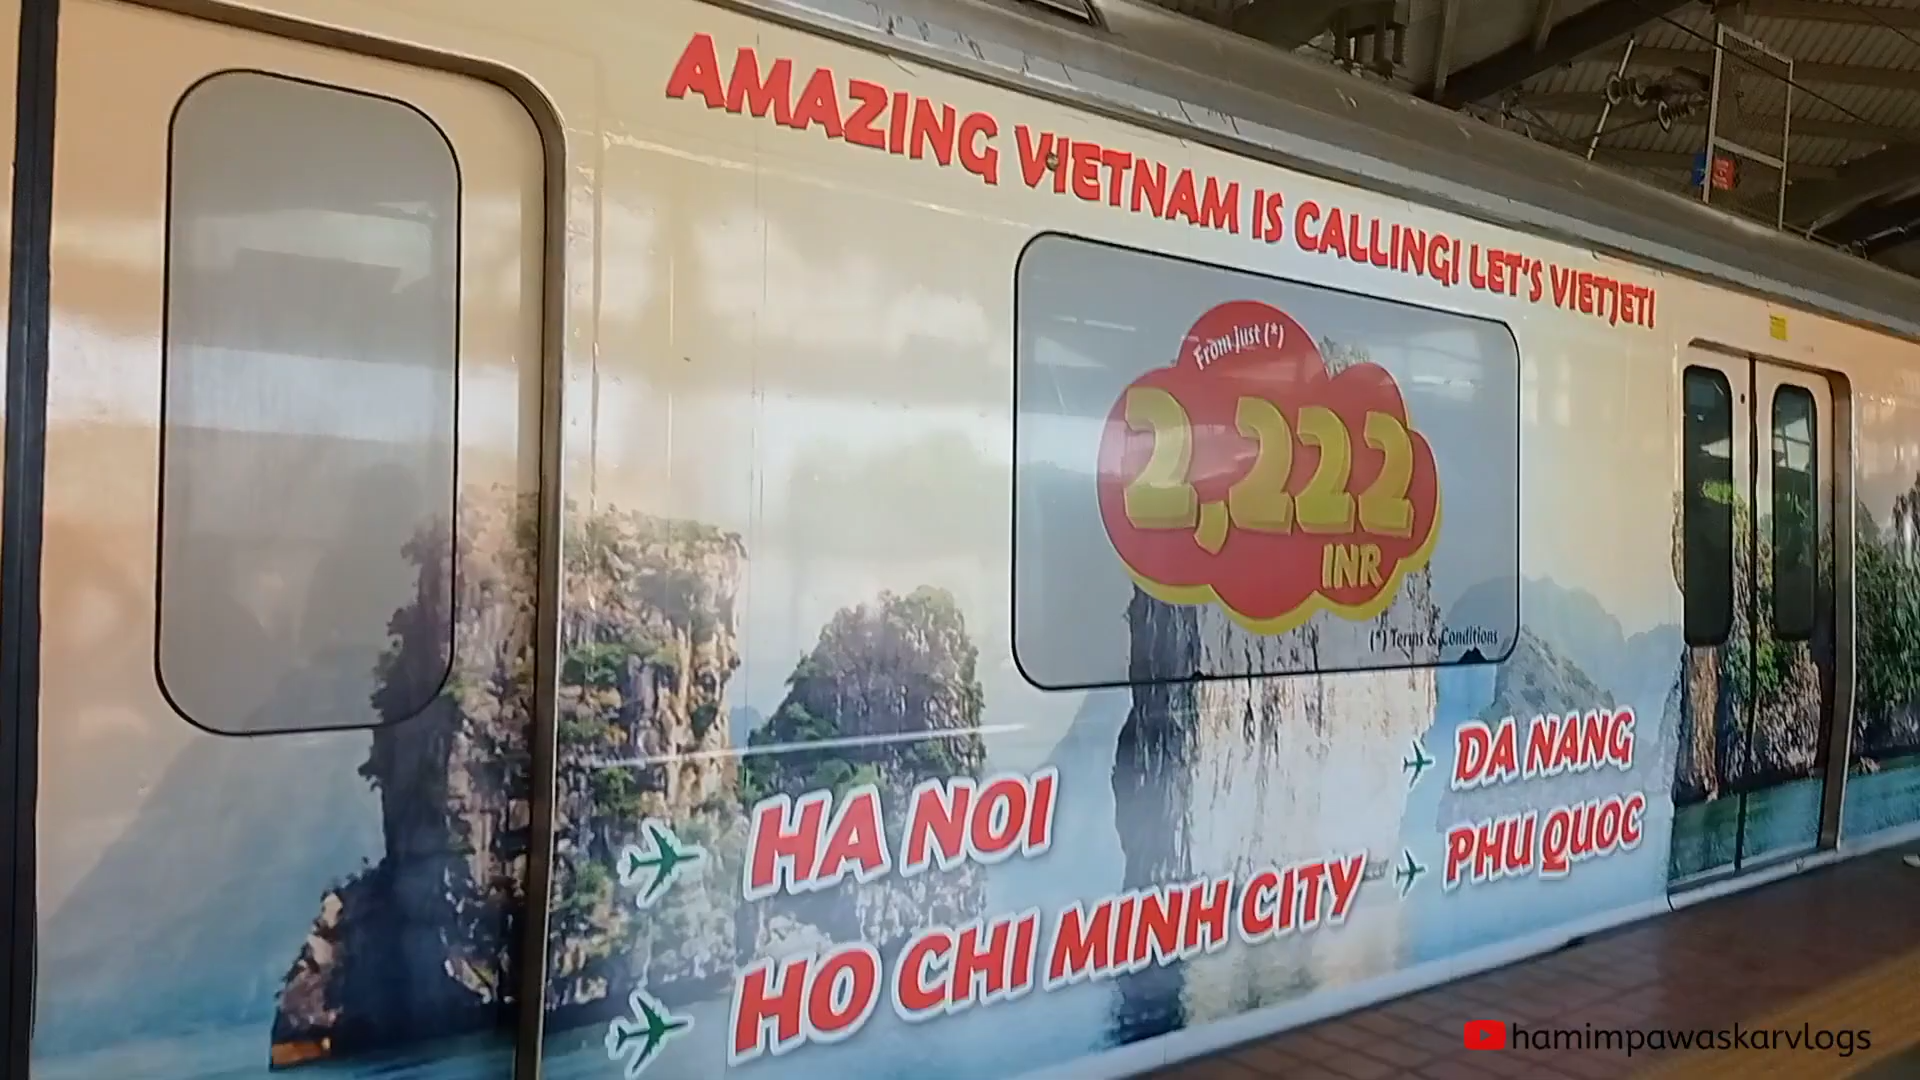 AMAZING VIETNAM IS CALLING! LET'S VIETJET!
From just (*)
2,222
INR
(*) Terms & Conditions
HA NOI
HO CHI MINH CITY
DA NANG
PHU QUOC
hamimpawaskarvlogs